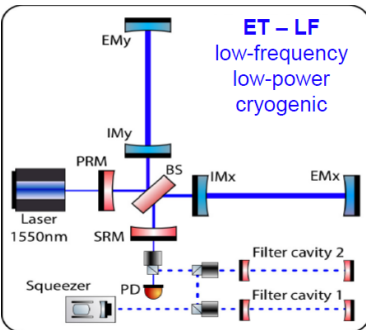 ET – LF
low-frequency
low-power
cryogenic
EMy
IMy
PRM
BS
IMx
EMx
Laser
1550nm
SRM
Filter cavity 2
PD
Squeezer
Filter cavity 1